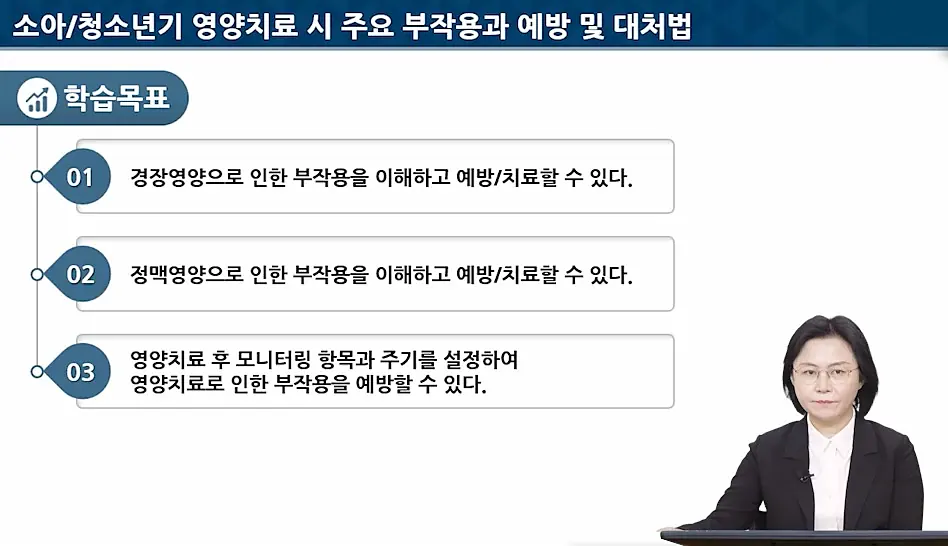 소아/청소년기 영양치료 시 주요 부작용과 예방 및 대처법
학습목표
01
경장영양으로 인한 부작용을 이해하고 예방/치료할 수 있다.
02
정맥영양으로 인한 부작용을 이해하고 예방/치료할 수 있다.
03
영양치료 후 모니터링 항목과 주기를 설정하여
영양치료로 인한 부작용을 예방할 수 있다.